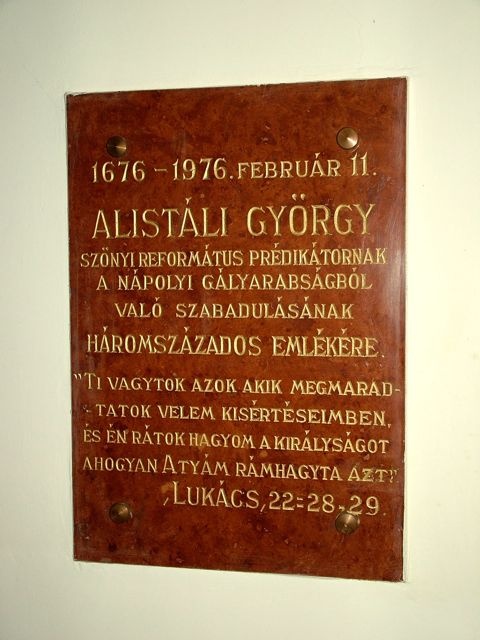 1676 – 1976. FEBRUÁR 11.
ALISTÁLI GYÖRGY
SZŐNYI REFORMÁTUS PRÉDIKÁTORNAK
A NÁPOLYI GÁLYARABSÁGBÓL
VALÓ SZABADULÁSÁNAK
HÁROMSZÁZADOS EMLÉKÉRE.
"TI VAGYTOK AZOK AKIK MEGMARAD-
-TATOK VELEM KISÉRTÉSEIMBEN,
ÉS ÉN RÁTOK HAGYOM A KIRÁLYSÁGOT
AHOGYAN ATYÁM RÁMHAGYTA AZT!"
LUKÁCS, 22=28-29.